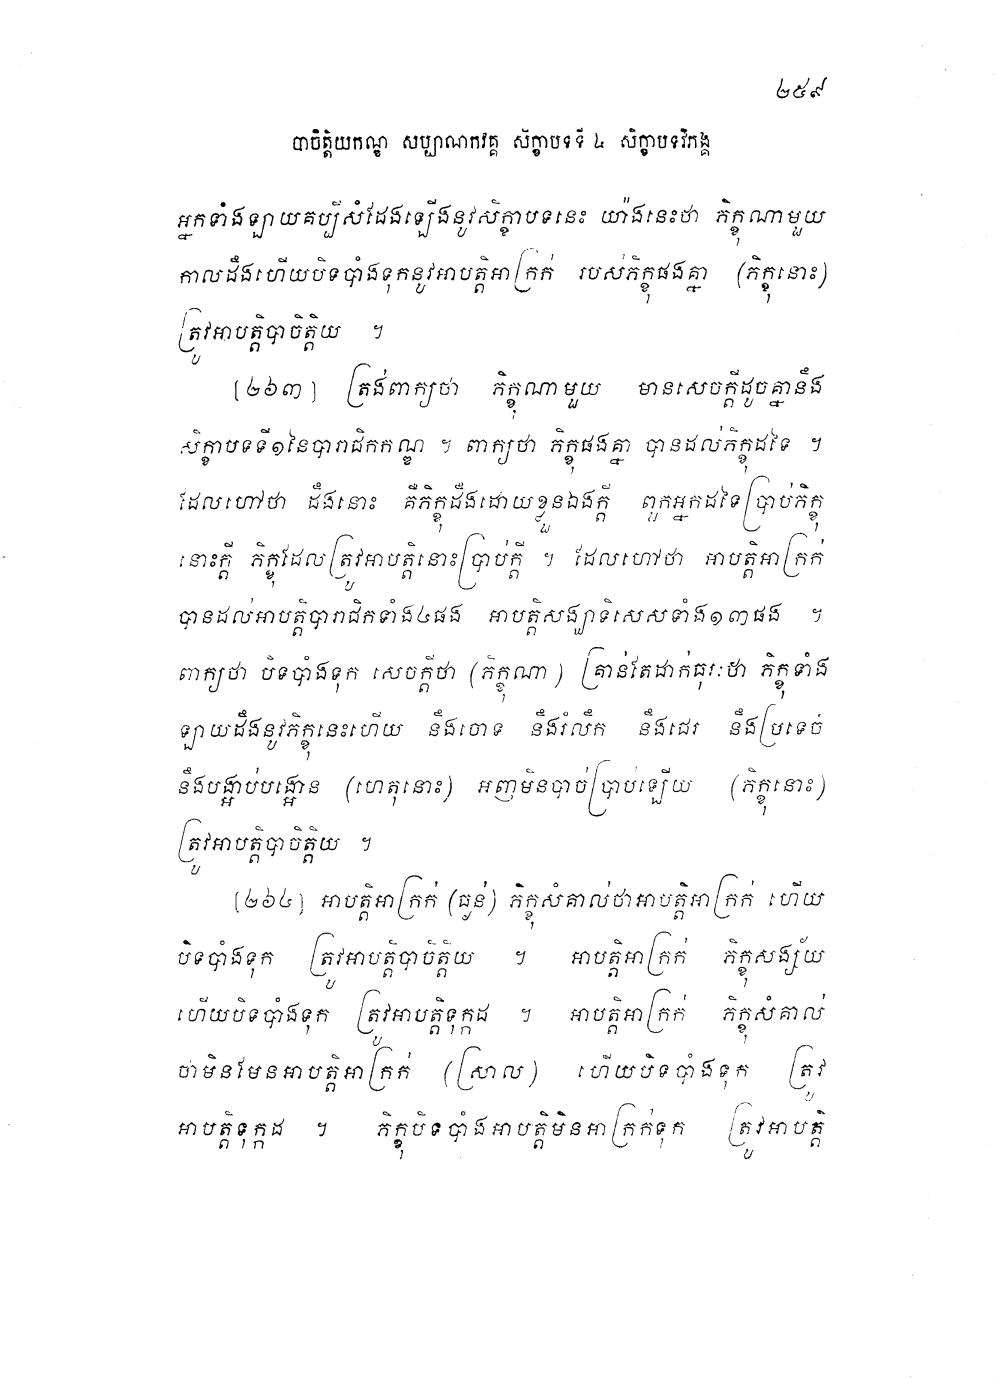 ២៥៩
បាចិត្តិយកណ្ឌ សប្បាណកវគ្គ សិក្ខាបទទី ៤ សិក្ខាបទវិភង្គ
អ្នកទាំងឡាយគប្បីសំដែងឡើងនូវសិក្ខាបទនេះ យ៉ាងនេះថា ភិក្ខុណាមួយ
កាលដឹងហើយបិទបាំងទុកនូវអាបត្តិអាក្រក់ របស់ភិក្ខុផងគ្នា (ភិក្ខុនោះ)
ត្រូវអាបត្តិបាចិត្តិយ ។
[២៦៣] ត្រង់ពាក្យថា ភិក្ខុណាមួយ មានសេចក្តីដូចគ្នានឹង
សិក្ខាបទទី១នៃបារាជិកកណ្ឌ ។ ពាក្យថា ភិក្ខុផងគ្នា បានដល់ភិក្ខុដទៃ ។
ដែលហៅថា ដឹងនោះ គឺភិក្ខុដឹងដោយខ្លួនឯងក្តី ពួកអ្នកដទៃប្រាប់ភិក្ខុ
នោះក្តី ភិក្ខុដែលត្រូវអាបត្តិនោះប្រាប់ក្តី ។ ដែលហៅថា អាបត្តិអាក្រក់
បានដល់អាបត្តិបារាជិកទាំង៤ផង អាបត្តិសង្ឃាទិសេសទាំង១៣ផង ។
ពាក្យថា បិទបាំងទុក សេចក្តីថា (ភិក្ខុណា) គ្រាន់តែដាក់ធុរៈថា ភិក្ខុទាំង
ឡាយដឹងនូវភិក្ខុនេះហើយ នឹងចោទ នឹងរំលឹក នឹងជេរ នឹងប្រទេច
នឹងបង្អាប់បង្អោន (ហេតុនោះ) អញមិនបាច់ប្រាប់ឡើយ (ភិក្ខុនោះ)
ត្រូវអាបត្តិបាចិត្តិយ ។
[២៦៤] អាបត្តិអាក្រក់ (ធ្ងន់) ភិក្ខុសំគាល់ថាអាបត្តិអាក្រក់ ហើយ
បិទបាំងទុក ត្រូវអាបត្តិបាចិត្តិយ ។ អាបត្តិអាក្រក់ ភិក្ខុសង្ស័យ
ហើយបិទបាំងទុក ត្រូវអាបត្តិទុក្កដ ។ អាបត្តិអាក្រក់ ភិក្ខុសំគាល់
ថាមិនមែនអាបត្តិអាក្រក់ (ស្រាល) ហើយបិទបាំងទុក ត្រូវ
អាបត្តិទុក្កដ ។ ភិក្ខុបិទបាំងអាបត្តិមិនអាក្រក់ទុក ត្រូវអាបត្តិ